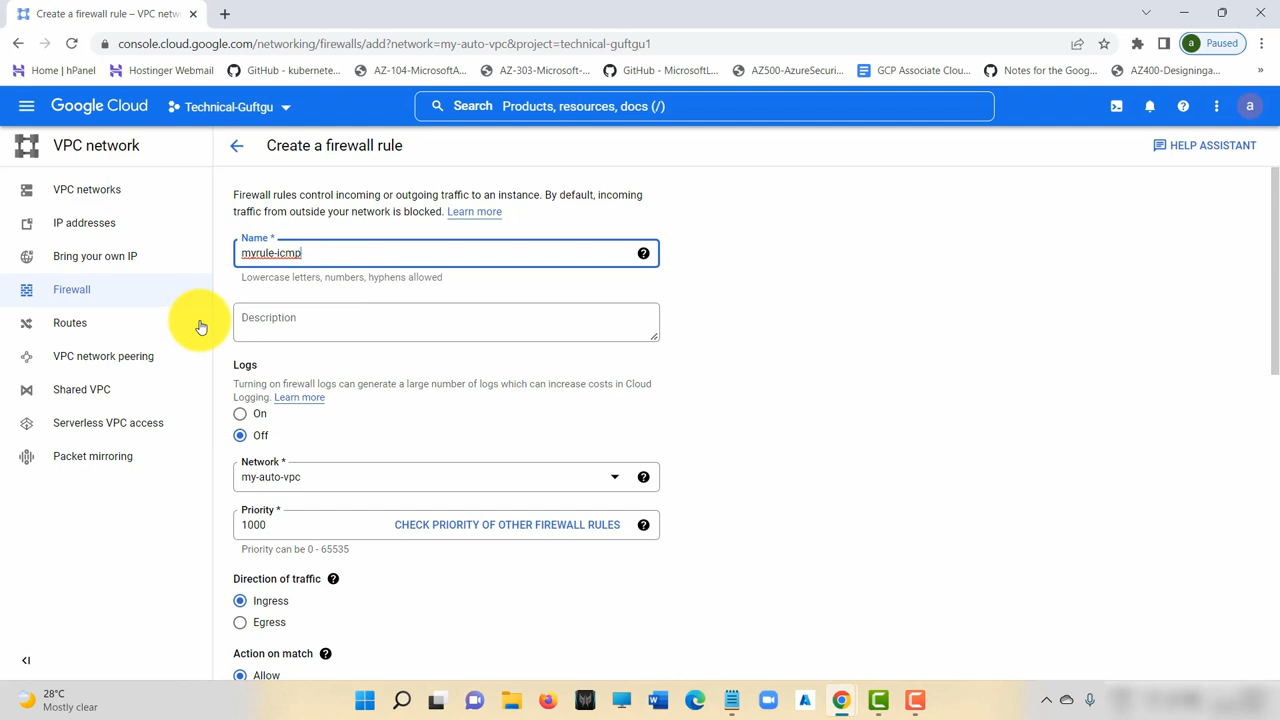 Create a firewall rule – VPC netw
console.cloud.google.com/networking/firewalls/add?network=my-auto-vpc&project=technical-guftgu1
a Paused
Home | hPanel
Hostinger Webmail
GitHub - kubernete...
AZ-104-MicrosoftA...
AZ-303-Microsoft-...
GitHub - MicrosoftL...
AZ500-AzureSecuri...
GCP Associate Clou...
Notes for the Goog...
AZ400-Designinga...
»
Google Cloud
Technical-Guftgu
Search Products, resources, docs (/)
a
VPC network
Create a firewall rule
HELP ASSISTANT
VPC networks
IP addresses
Bring your own IP
Firewall
Routes
VPC network peering
Shared VPC
Serverless VPC access
Packet mirroring
Firewall rules control incoming or outgoing traffic to an instance. By default, incoming
traffic from outside your network is blocked. Learn more
Name *
myrule-icmp
Lowercase letters, numbers, hyphens allowed
Description
Logs
Turning on firewall logs can generate a large number of logs which can increase costs in Cloud
Logging. Learn more
On
Off
Network *
my-auto-vpc
Priority *
1000 CHECK PRIORITY OF OTHER FIREWALL RULES
Priority can be 0 - 65535
Direction of traffic
Ingress
Egress
Action on match
Allow
28°C
Mostly clear